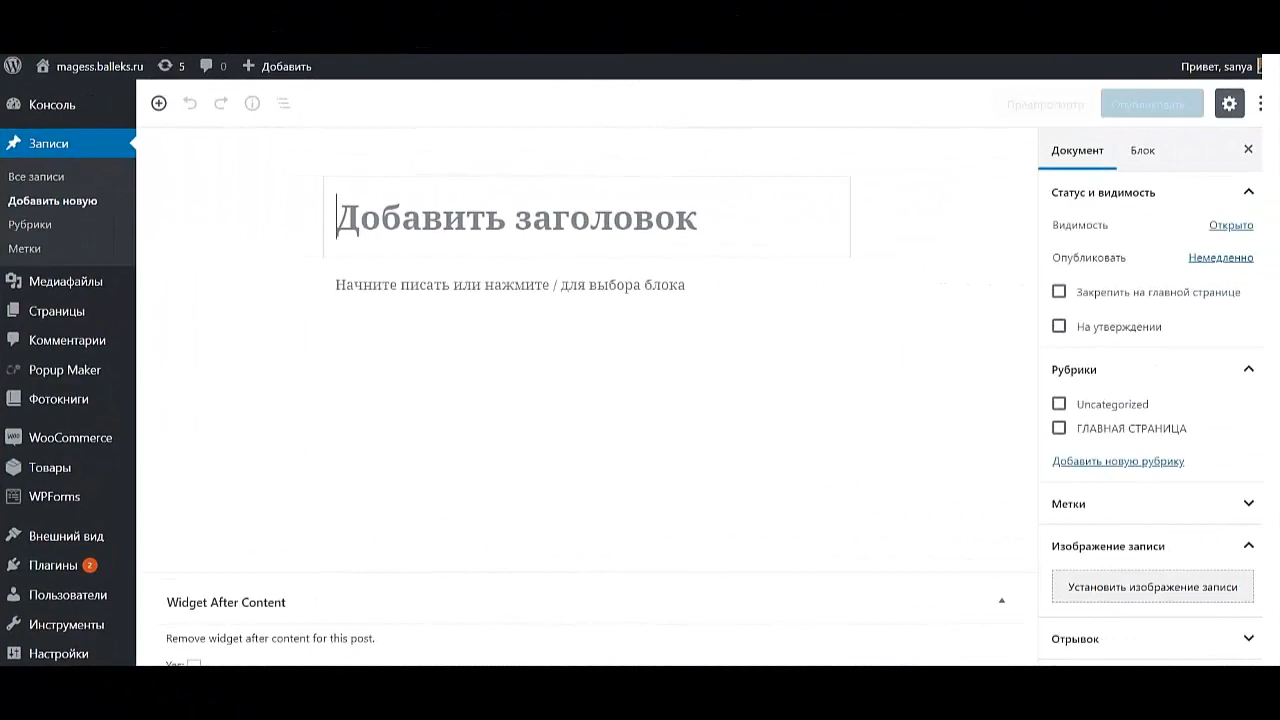 magess.balleks.ru 5 0 Добавить Привет, sanya
Консоль
Записи
Все записи
Добавить новую
Рубрики
Метки
Медиафайлы
Страницы
Комментарии
Popup Maker
Фотокниги
WooCommerce
Товары
WPForms
Внешний вид
Плагины 2
Пользователи
Инструменты
Настройки
Предпросмотр Опубликовать...
Добавить заголовок
Начните писать или нажмите / для выбора блока
Widget After Content
Remove widget after content for this post.
Yes:
Документ Блок
Статус и видимость
Видимость Открыто
Опубликовать Немедленно
Закрепить на главной странице
На утверждении
Рубрики
Uncategorized
ГЛАВНАЯ СТРАНИЦА
Добавить новую рубрику
Метки
Изображение записи
Установить изображение записи
Отрывок